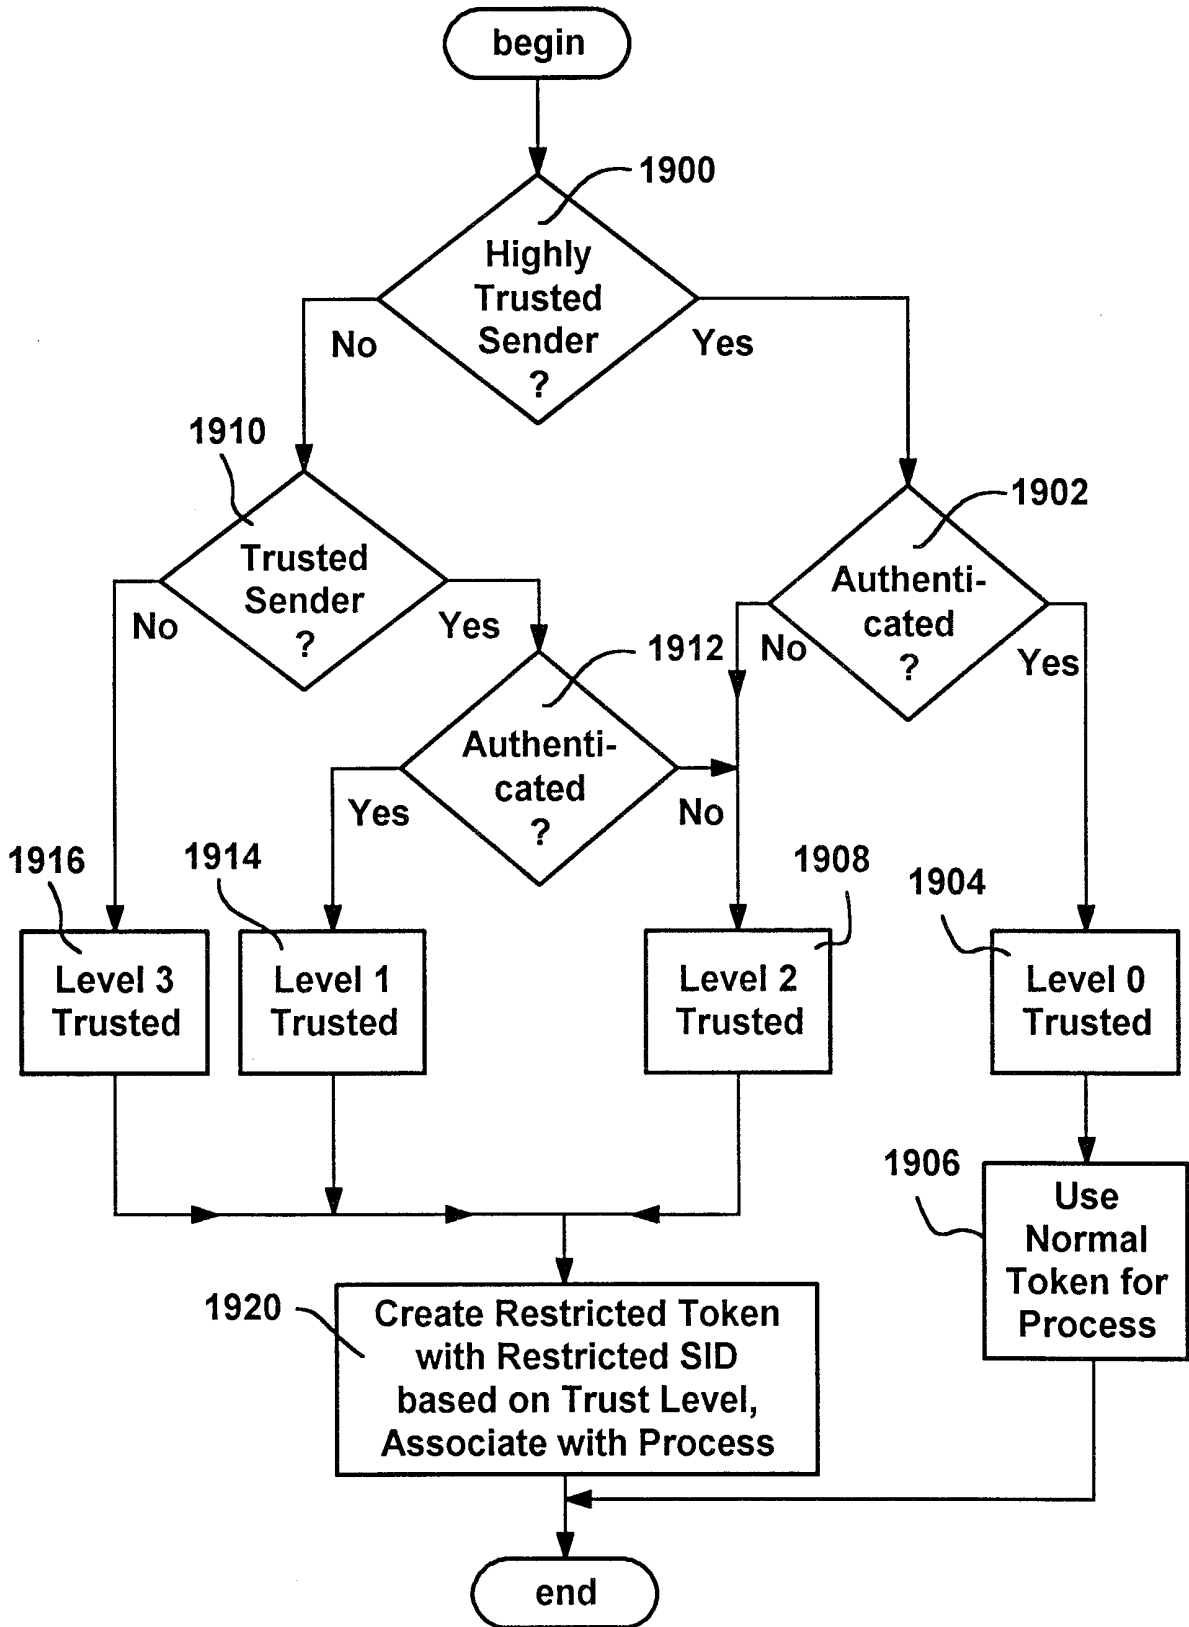 begin
1900
Highly
Trusted
Sender
?
No
Yes
1910
Trusted
Sender
?
No
Yes
1902
Authenti-
cated
?
No
Yes
1912
Authenti-
cated
?
Yes
No
1916
Level 3
Trusted
1914
Level 1
Trusted
1908
Level 2
Trusted
1904
Level 0
Trusted
1906
Use
Normal
Token for
Process
1920
Create Restricted Token
with Restricted SID
based on Trust Level,
Associate with Process
end